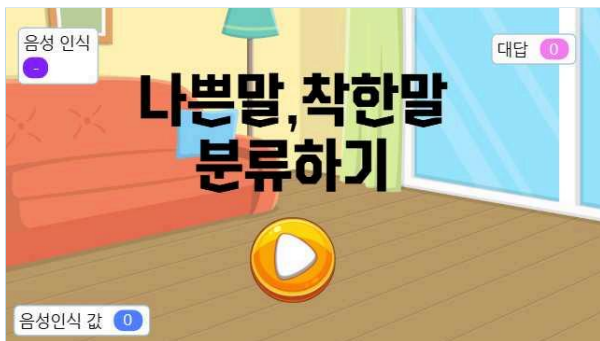 음성 인식
-
대답 0
나쁜말,착한말
분류하기
음성인식 값 0